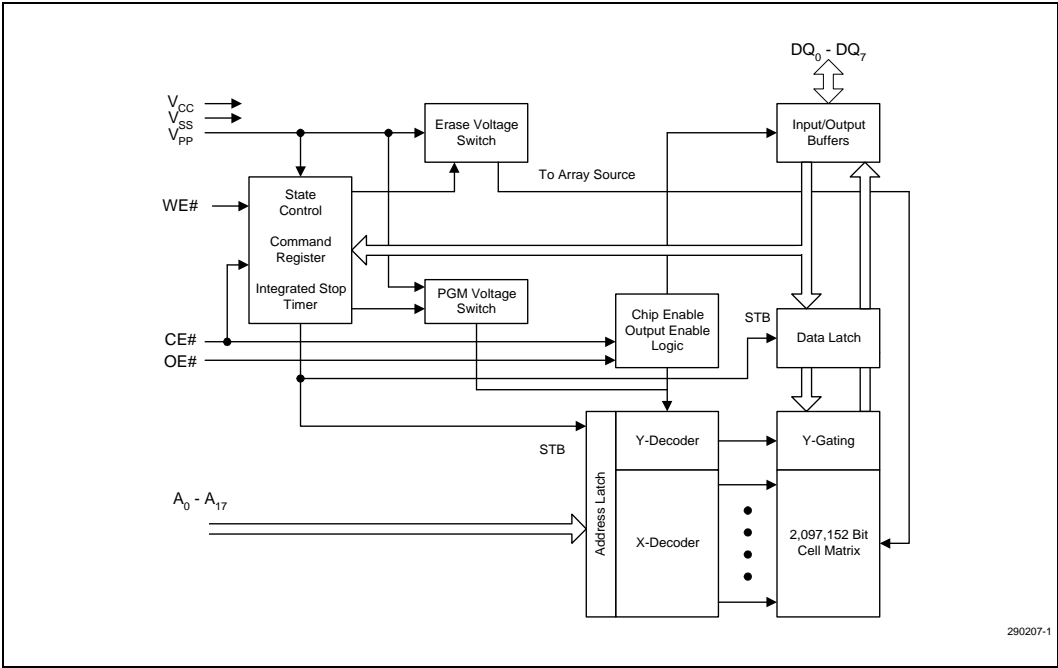 DQ0 - DQ7
VCC
VSS
VPP
Erase Voltage
Switch
Input/Output
Buffers
To Array Source
WE#
State
Control
Command
Register
Integrated Stop
Timer
PGM Voltage
Switch
Chip Enable
Output Enable
Logic
STB
Data Latch
CE#
OE#
STB
Address Latch
Y-Decoder
Y-Gating
A0 - A17
X-Decoder
2,097,152 Bit
Cell Matrix
290207-1